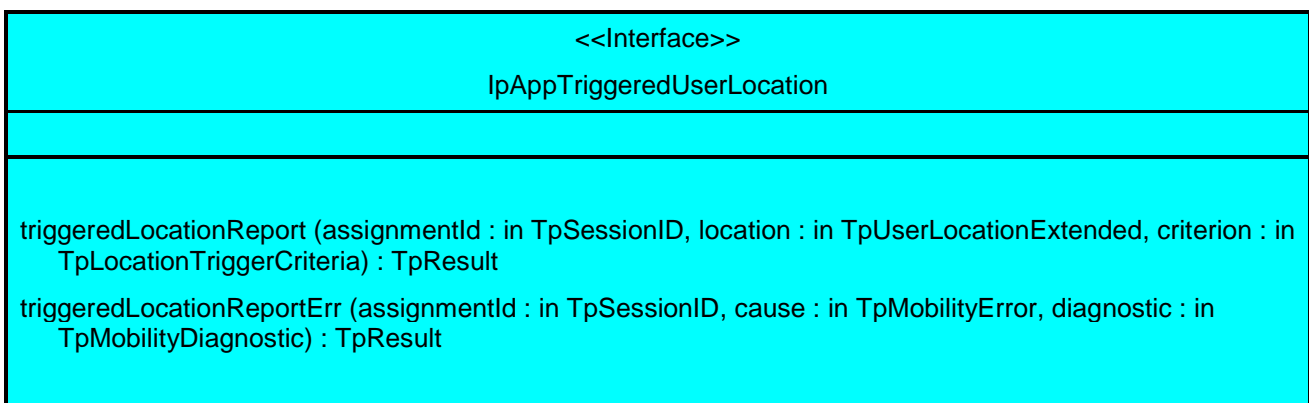 <<Interface>>
IpAppTriggeredUserLocation
triggeredLocationReport (assignmentId : in TpSessionID, location : in TpUserLocationExtended, criterion : in
TpLocationTriggerCriteria) : TpResult
triggeredLocationReportErr (assignmentId : in TpSessionID, cause : in TpMobilityError, diagnostic : in
TpMobilityDiagnostic) : TpResult